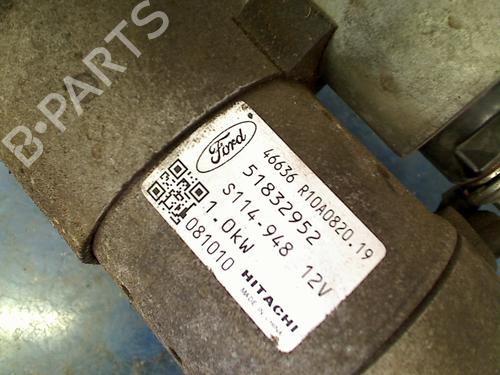 B-PARTS
Ford
46636 R10A0820.19
51832952
S114-948 12V
1.0kW
081010 HITACHI
MADE IN CHINA